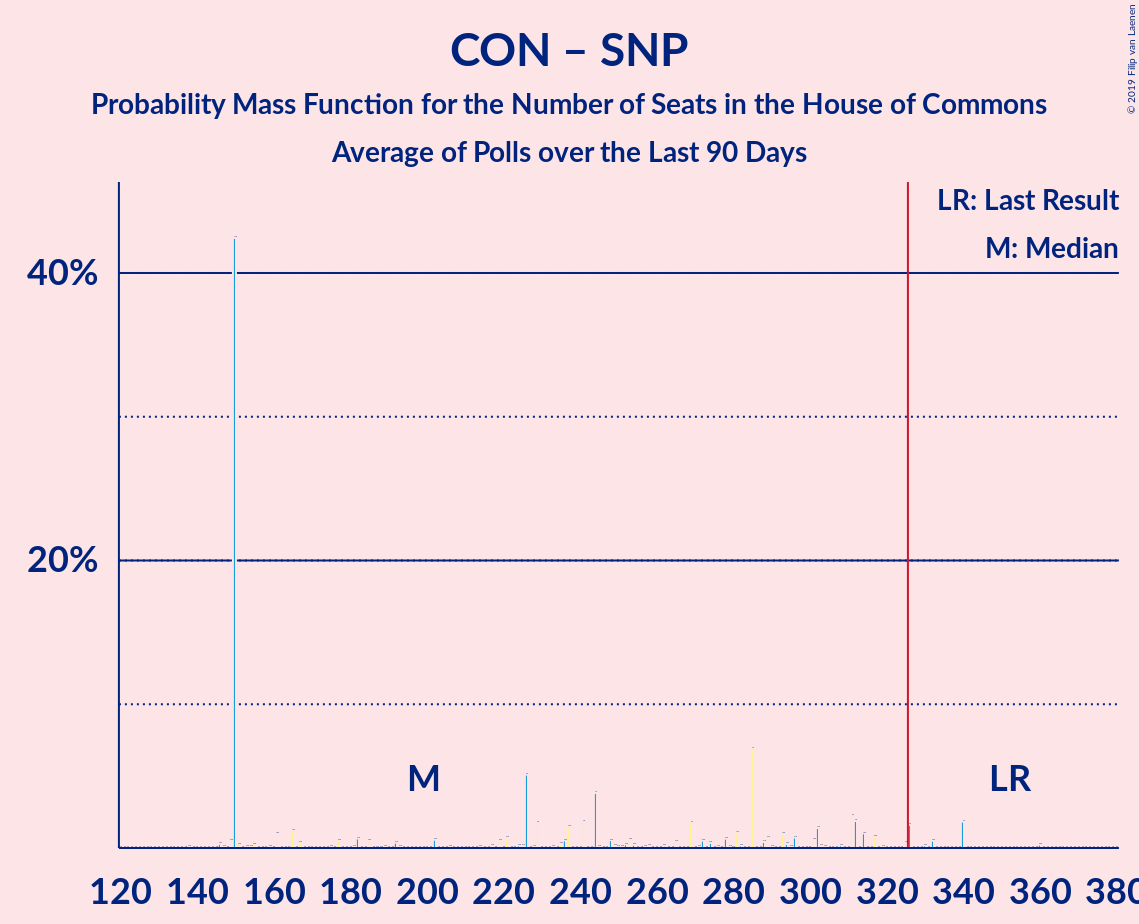 CON – SNP
Probability Mass Function for the Number of Seats in the House of Commons
Average of Polls over the Last 90 Days
© 2019 Filip van Laenen
LR: Last Result
M: Median
40%
20%
M
LR
120 140 160 180 200 220 240 260 280 300 320 340 360 380